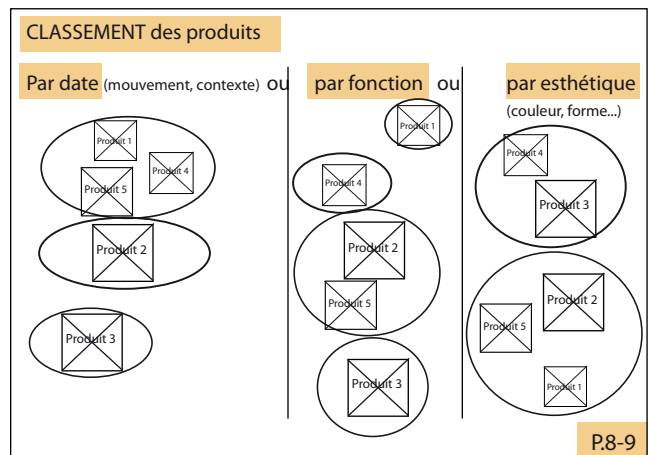 CLASSEMENT des produits
Par date (mouvement, contexte) ou
Produit 1
Produit 4
Produit 5
Produit 2
Produit 3
par fonction ou
Produit 1
Produit 4
Produit 2
Produit 5
Produit 3
par esthétique
(couleur, forme...)
Produit 4
Produit 3
Produit 2
Produit 5
Produit 1
P.8-9